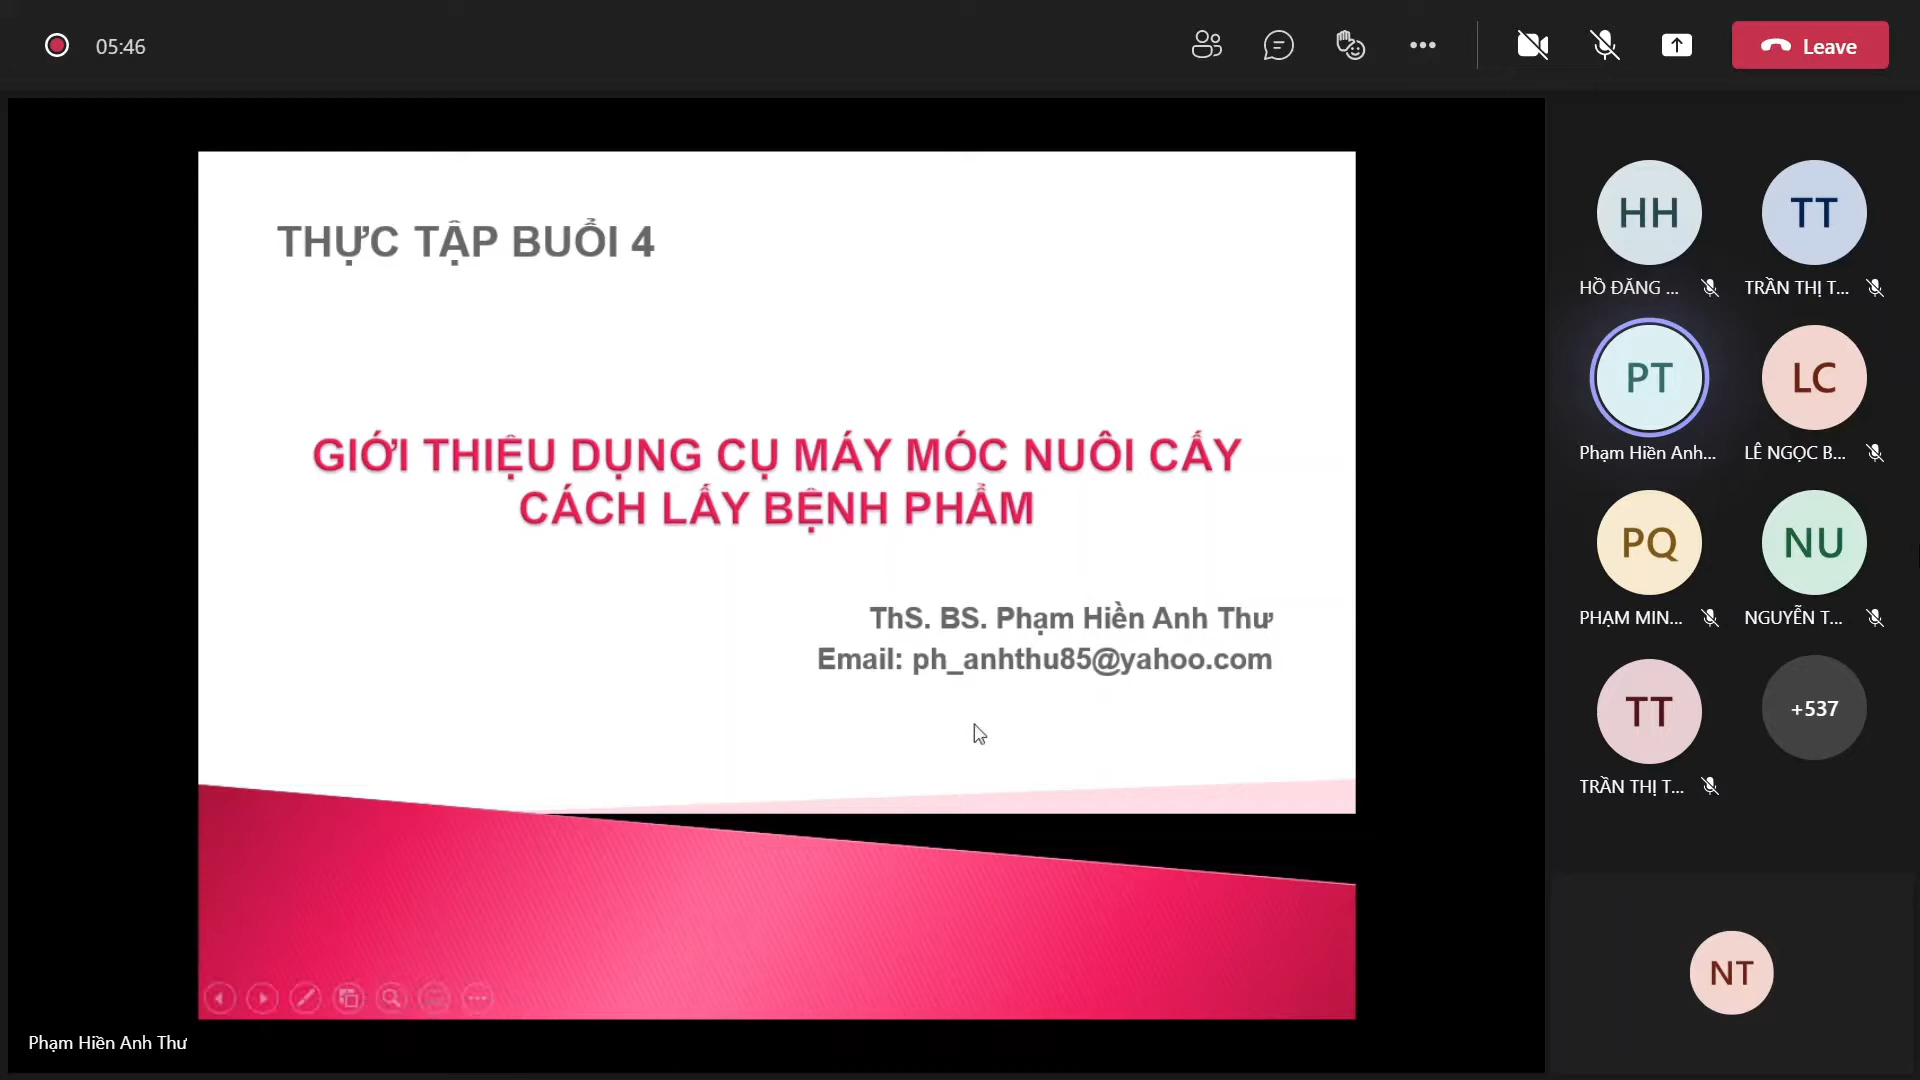 05:46
Leave
THỰC TẬP BUỔI 4
GIỚI THIỆU DỤNG CỤ MÁY MÓC NUÔI CẤY
CÁCH LẤY BỆNH PHẨM
ThS. BS. Phạm Hiền Anh Thư
Email: ph_anhthu85@yahoo.com
Phạm Hiền Anh Thư
HH
TT
HỒ ĐĂNG ...
TRẦN THỊ T...
PT
LC
Phạm Hiền Anh...
LÊ NGỌC B...
PQ
NU
PHẠM MIN...
NGUYỄN T...
TT
+537
TRẦN THỊ T...
NT